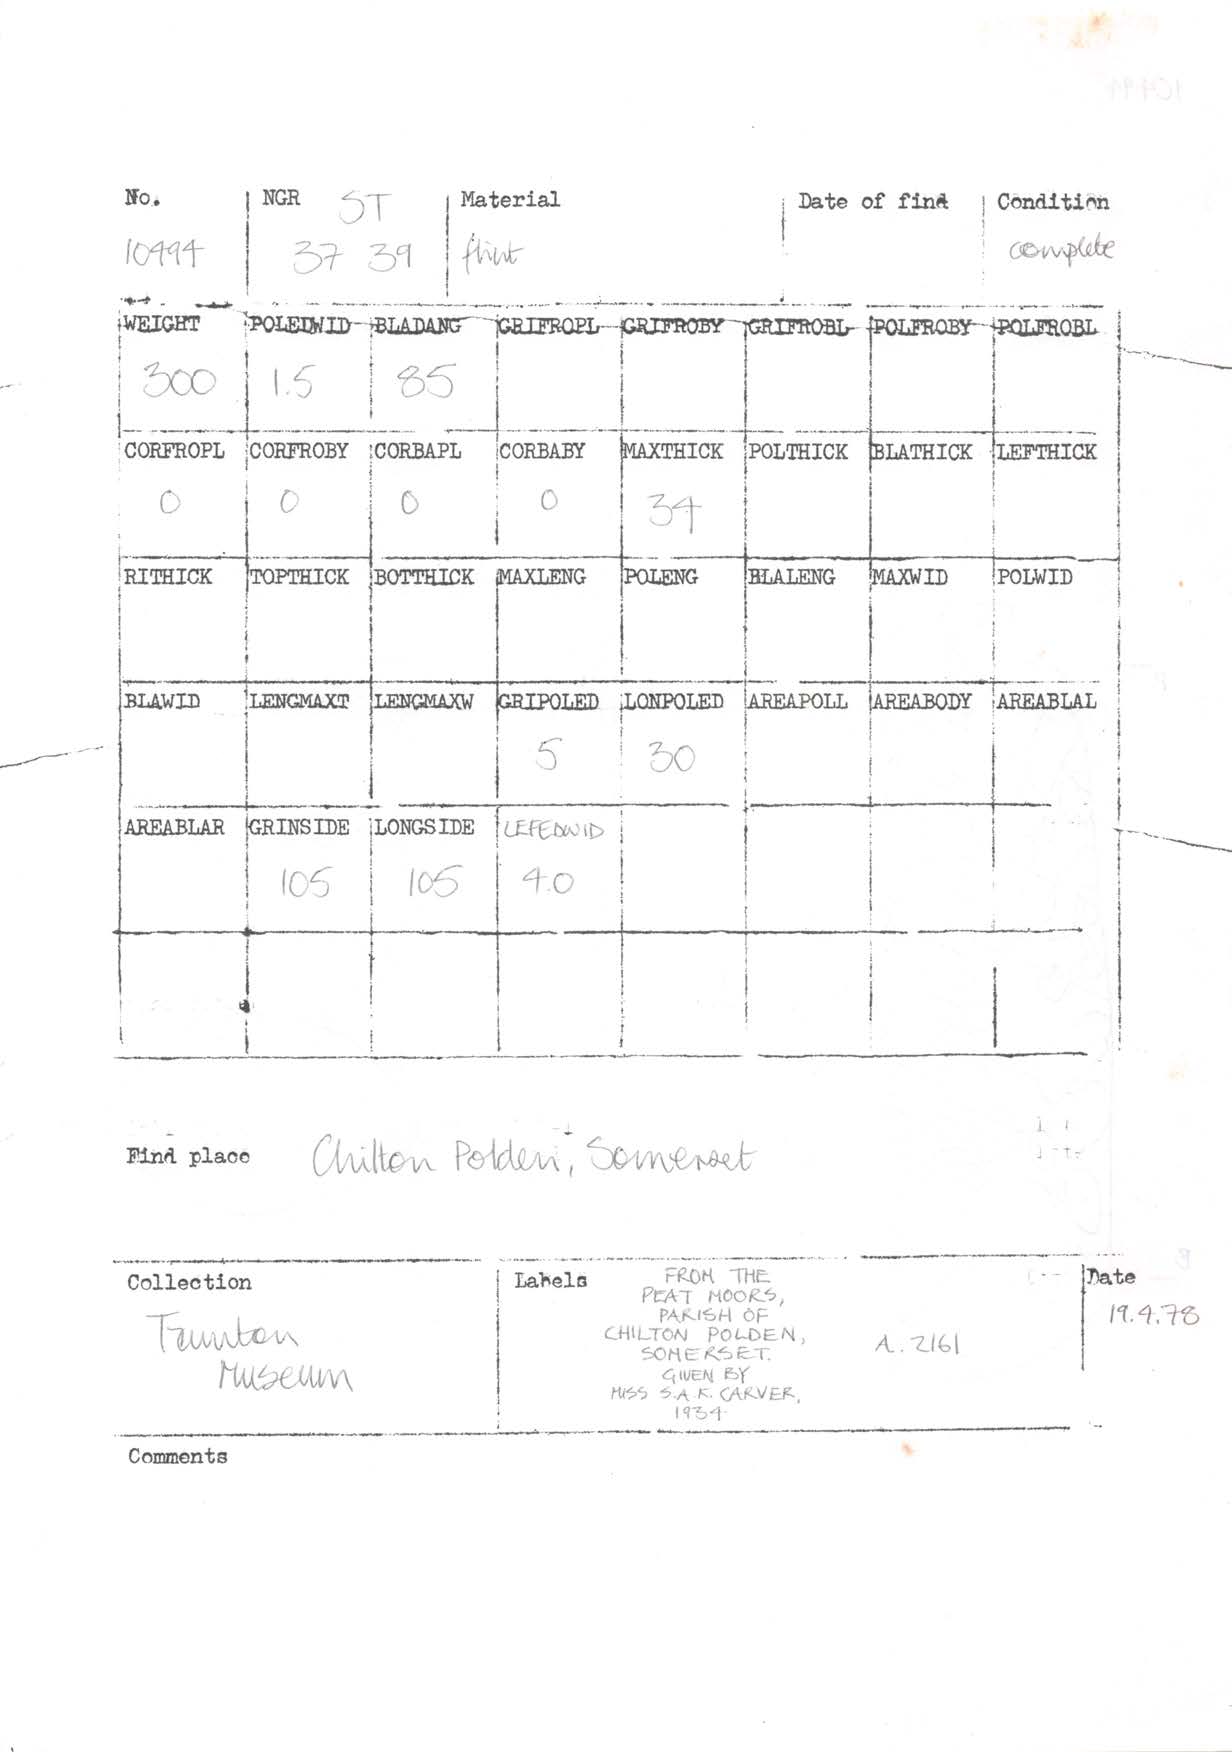 No. NGR ST Material Date of find Condition
10494 37 39 flint complete
WEIGHT POLEDWID BLADANG GRIFROPL GRIFROBY GRIFROBL POLFROBY POLFROBL
300 1.5 85
CORFROPL CORFROBY CORBAPL CORBABY MAXTHICK POLTHICK BLATHICK LEFTHICK
0 0 0 0 34
RITHICK TOPTHICK BOTTHICK MAXLENG POLENG BLALENG MAXWID POLWID
BLAWID LENGMAXT LENGMAXW GRIPOLED LONPOLED AREAPOLL AREABODY AREABLAL
5 30
AREABLAR GRINSIDE LONGSIDE LEFEDWID
105 105 4.0
Find place Chilton Polden, Somerset
Collection
Taunton
Museum
Labels
FROM THE
PEAT MOORS,
PARISH OF
CHILTON POLDEN,
SOMERSET.
GIVEN BY
MISS S.A.K. CARVER,
1934
A. 2161
Date
19.4.78
Comments